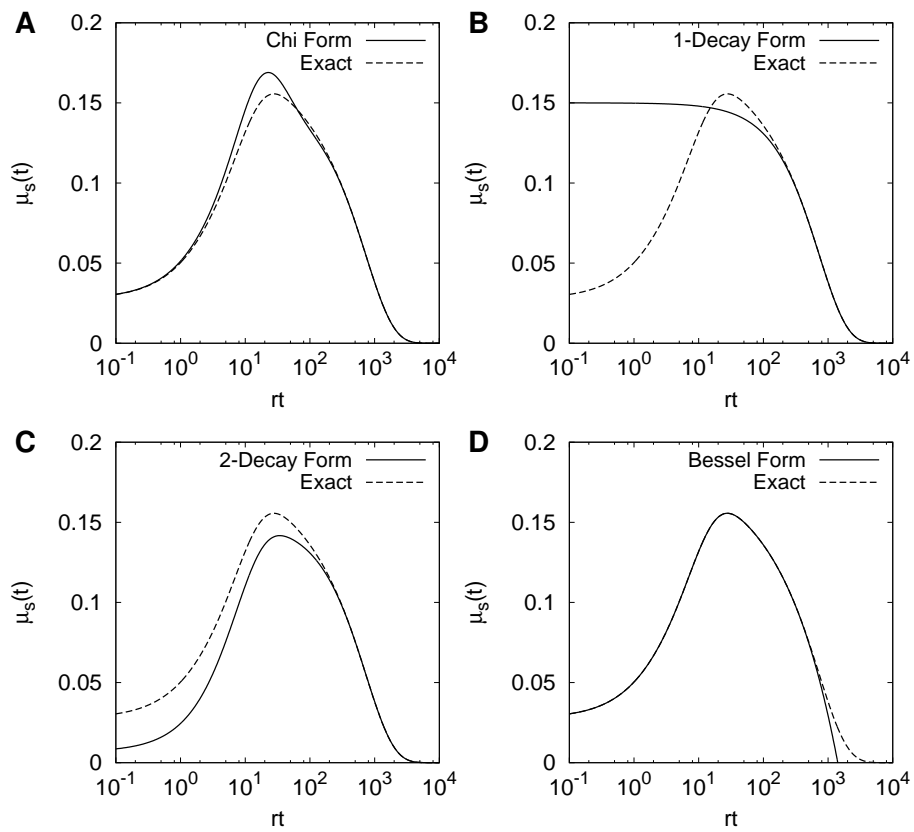 A
Chi Form
Exact
0.2
0.15
0.1
0.05
0
μs(t)
10-1 100 101 102 103 104
rt
B
1-Decay Form
Exact
0.2
0.15
0.1
0.05
0
μs(t)
10-1 100 101 102 103 104
rt
C
2-Decay Form
Exact
0.2
0.15
0.1
0.05
0
μs(t)
10-1 100 101 102 103 104
rt
D
Bessel Form
Exact
0.2
0.15
0.1
0.05
0
μs(t)
10-1 100 101 102 103 104
rt